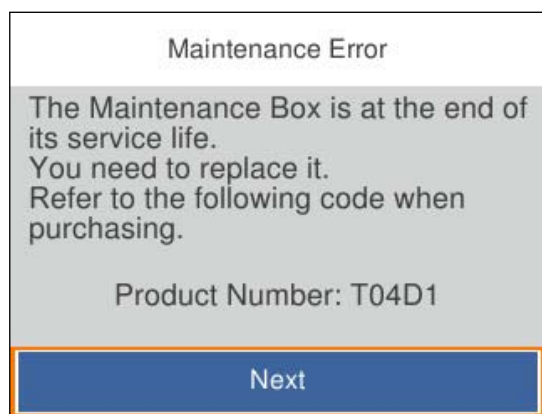 Maintenance Error
The Maintenance Box is at the end of
its service life.
You need to replace it.
Refer to the following code when
purchasing.
Product Number: T04D1
Next